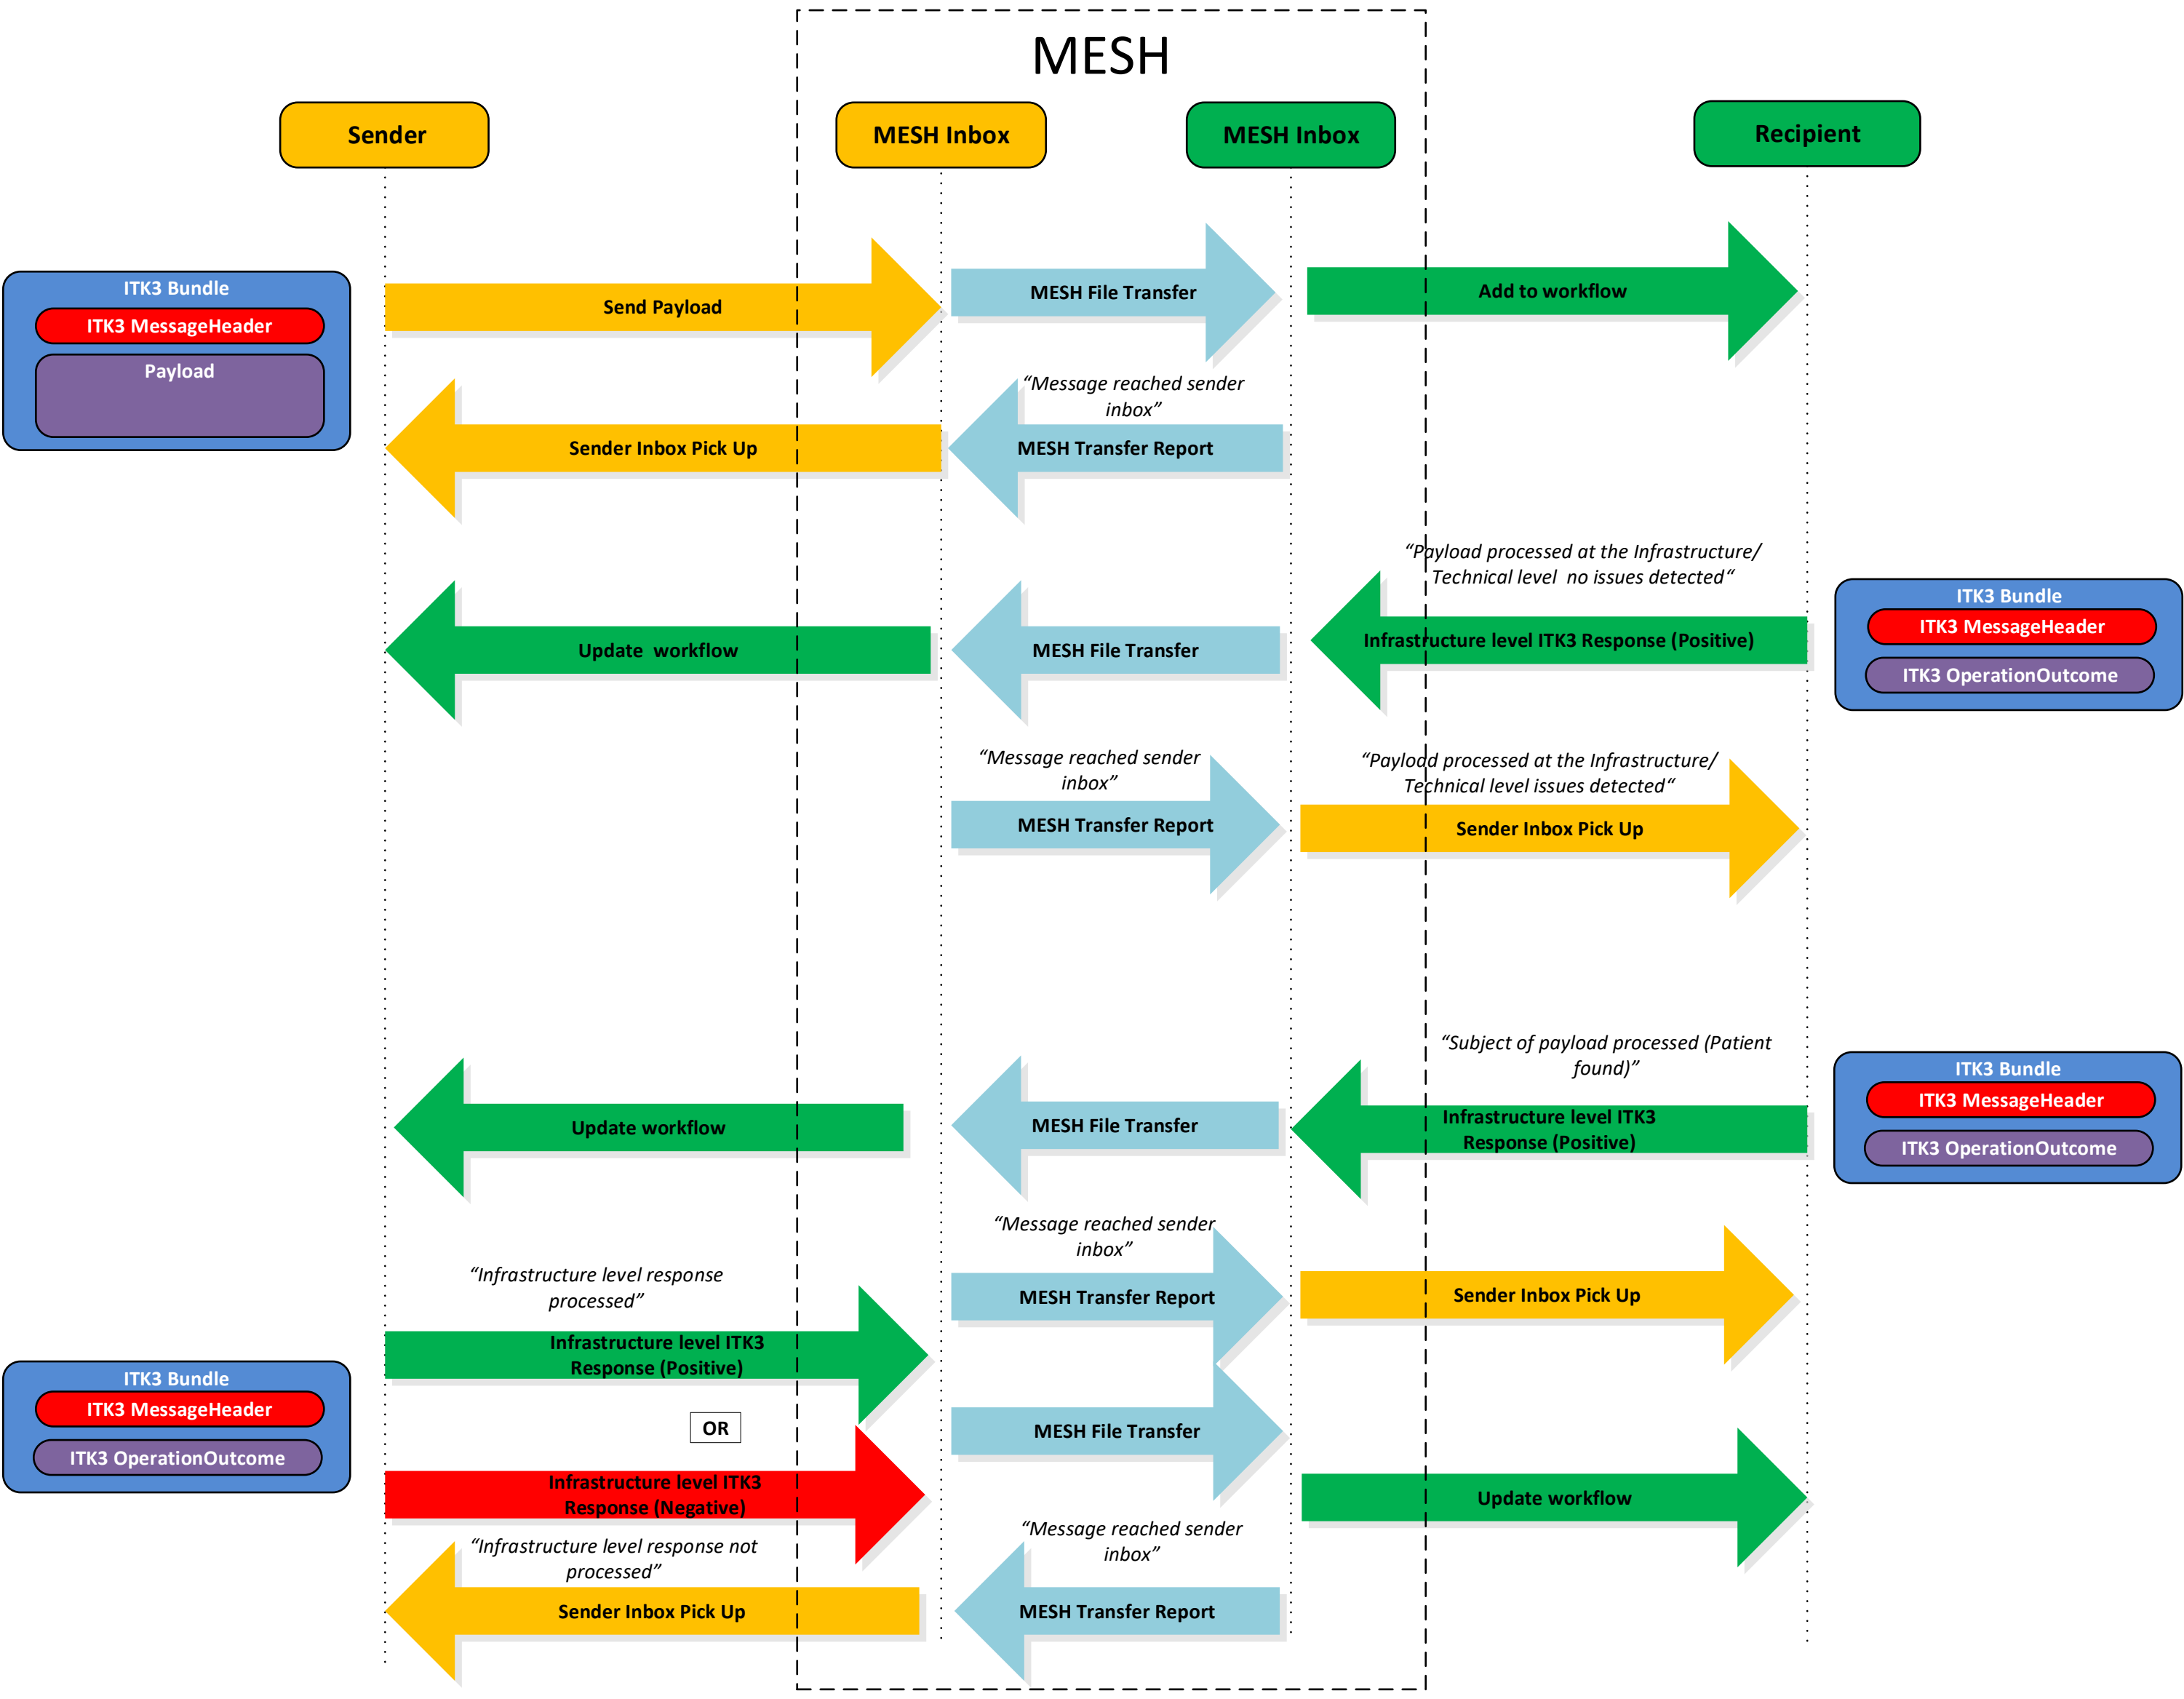 MESH
Sender
MESH Inbox
MESH Inbox
Recipient
ITK3 Bundle
ITK3 MessageHeader
Payload
Send Payload
MESH File Transfer
Add to workflow
“Message reached sender
inbox”
Sender Inbox Pick Up
MESH Transfer Report
“Payload processed at the Infrastructure/
Technical level  no issues detected“
Update  workflow
MESH File Transfer
Infrastructure level ITK3 Response (Positive)
ITK3 Bundle
ITK3 MessageHeader
ITK3 OperationOutcome
“Message reached sender
inbox”
“Payload processed at the Infrastructure/
Technical level issues detected“
MESH Transfer Report
Sender Inbox Pick Up
“Subject of payload processed (Patient
found)”
Update workflow
MESH File Transfer
Infrastructure level ITK3
Response (Positive)
ITK3 Bundle
ITK3 MessageHeader
ITK3 OperationOutcome
“Message reached sender
inbox”
MESH Transfer Report
Sender Inbox Pick Up
“Infrastructure level response
processed”
Infrastructure level ITK3
Response (Positive)
ITK3 Bundle
ITK3 MessageHeader
ITK3 OperationOutcome
OR
MESH File Transfer
Infrastructure level ITK3
Response (Negative)
Update workflow
“Infrastructure level response not
processed”
“Message reached sender
inbox”
Sender Inbox Pick Up
MESH Transfer Report